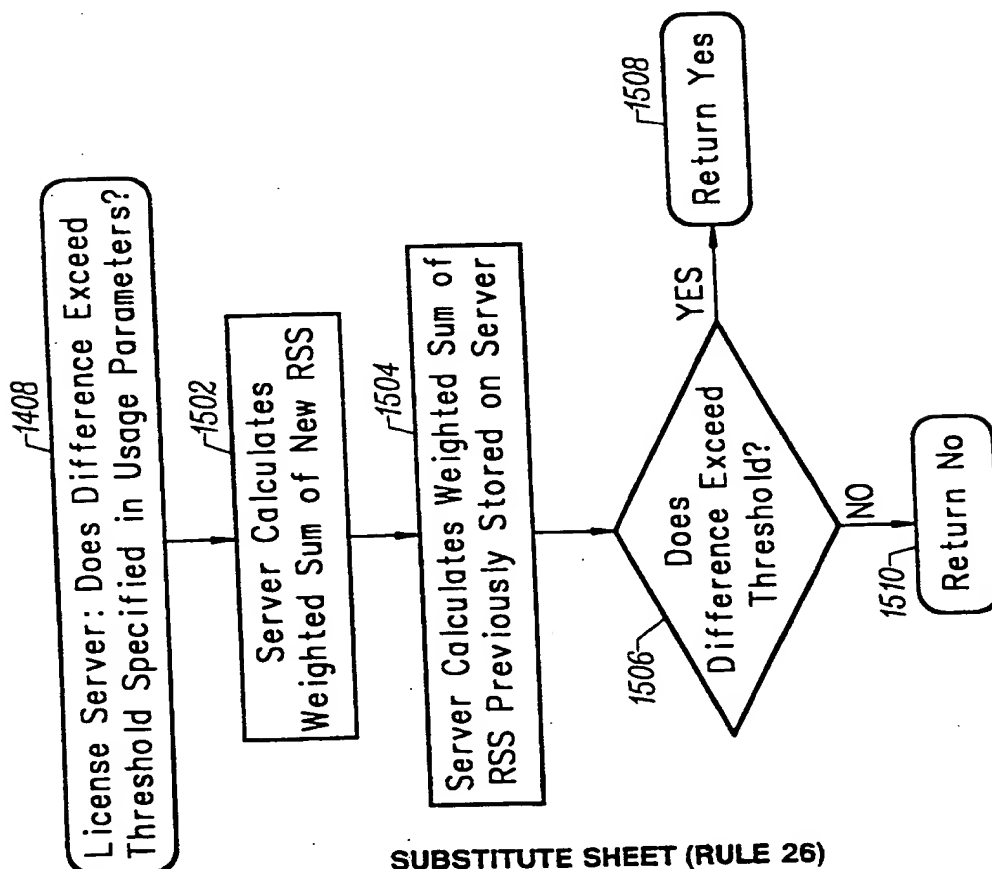 1408
License Server: Does Difference Exceed
Threshold Specified in Usage Parameters?
1502
Server Calculates
Weighted Sum of New RSS
1504
Server Calculates Weighted Sum of
RSS Previously Stored on Server
1506
Does
Difference Exceed
Threshold?
YES
1508
Return Yes
NO
1510
Return No
SUBSTITUTE SHEET (RULE 26)